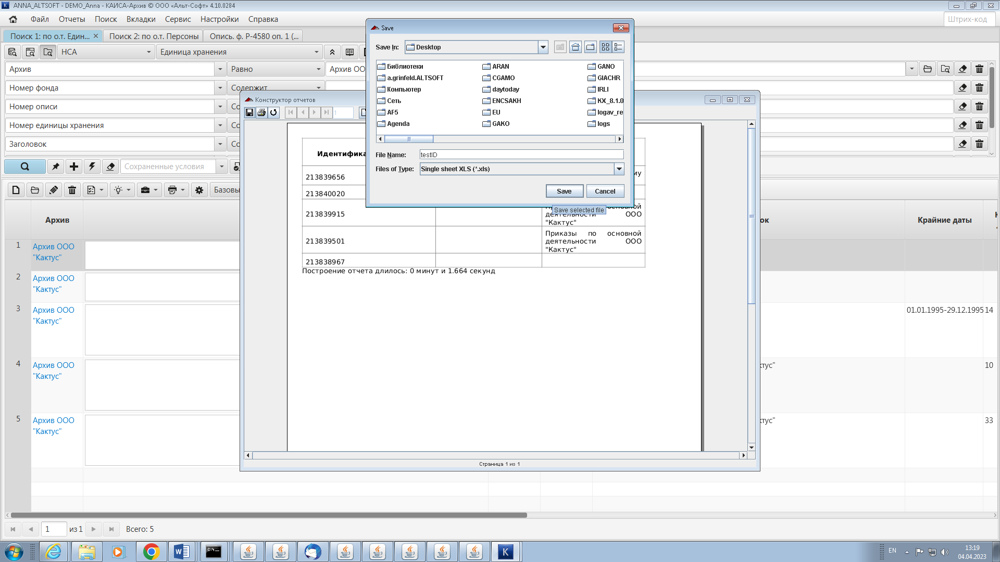 ANNA_ALTSOFT - DEMO_Anna - КАИСА-Архив © ООО «Альт-Софт» 4.10.0284
Файл Отчеты Поиск Вкладки Сервис Настройки Справка
Штрих-код
Поиск 1: по о.т. Един... ✕
Поиск 2: по о.т. Персоны
Опись. ф. Р-4580 оп. 1 (...
НСА
Единица хранения
Архив
Равно
Архив ОО
Номер фонда
Содержит
Номер описи
Со
Номер единицы хранения
Со
Заголовок
Со
Сохраненные условия
Базовы
Save
Save In:
Desktop
Библиотеки
a.grinfeld.ALTSOFT
Компьютер
Сеть
AF5
Agenda
ARAN
CGAMO
daytoday
ENCSAKH
EU
GAKO
GANO
GIACHR
IRLI
KX_8.1.0
logav_re
logs
File Name:
testID
Files of Type:
Single sheet XLS (*.xls)
Save
Cancel
Save selected file
Конструктор отчетов
1
Идентифика
213839656
му
213840020
213839915
основной
деятельности ООО
"Кактус"
213839501
Приказы по основной
деятельности ООО
"Кактус"
213838967
Построение отчета длилось: 0 минут и 1.664 секунд
Страница 1 из 1
Архив
ок
Крайние даты
1
Архив ООО
"Кактус"
2
Архив ООО
"Кактус"
3
Архив ООО
"Кактус"
01.01.1995-29.12.1995
14
4
Архив ООО
"Кактус"
ктус"
10
5
Архив ООО
"Кактус"
ктус"
33
1
из 1
Всего: 5
C:\
K
EN
13:19
04.04.2023